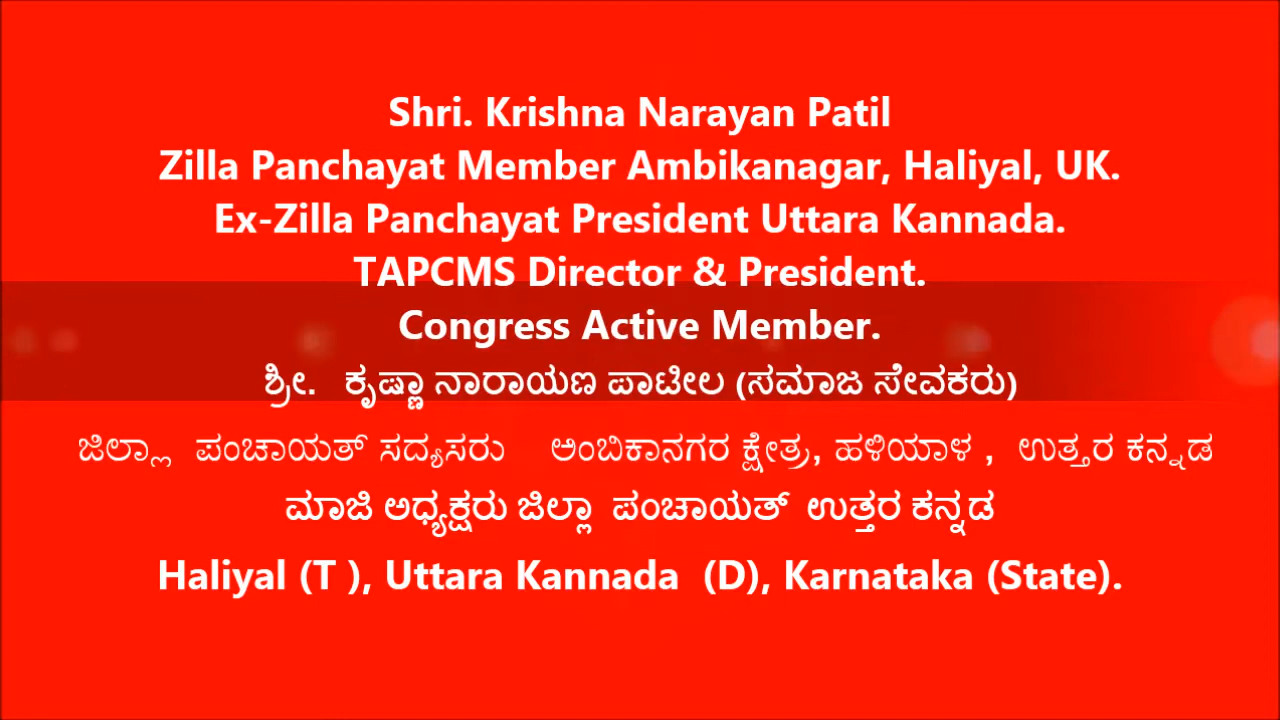 Shri. Krishna Narayan Patil
Zilla Panchayat Member Ambikanagar, Haliyal, UK.
Ex-Zilla Panchayat President Uttara Kannada.
TAPCMS Director & President.
Congress Active Member.
ಶ್ರೀ. ಕೃಷ್ಣಾ ನಾರಾಯಣ ಪಾಟೀಲ (ಸಮಾಜ ಸೇವಕರು)
ಜಿಲ್ಲಾ ಪಂಚಾಯತ್ ಸದ್ಯಸರು ಅಂಬಿಕಾನಗರ ಕ್ಷೇತ್ರ, ಹಳಿಯಾಳ , ಉತ್ತರ ಕನ್ನಡ
ಮಾಜಿ ಅಧ್ಯಕ್ಷರು ಜಿಲ್ಲಾ ಪಂಚಾಯತ್ ಉತ್ತರ ಕನ್ನಡ
Haliyal (T ), Uttara Kannada (D), Karnataka (State).